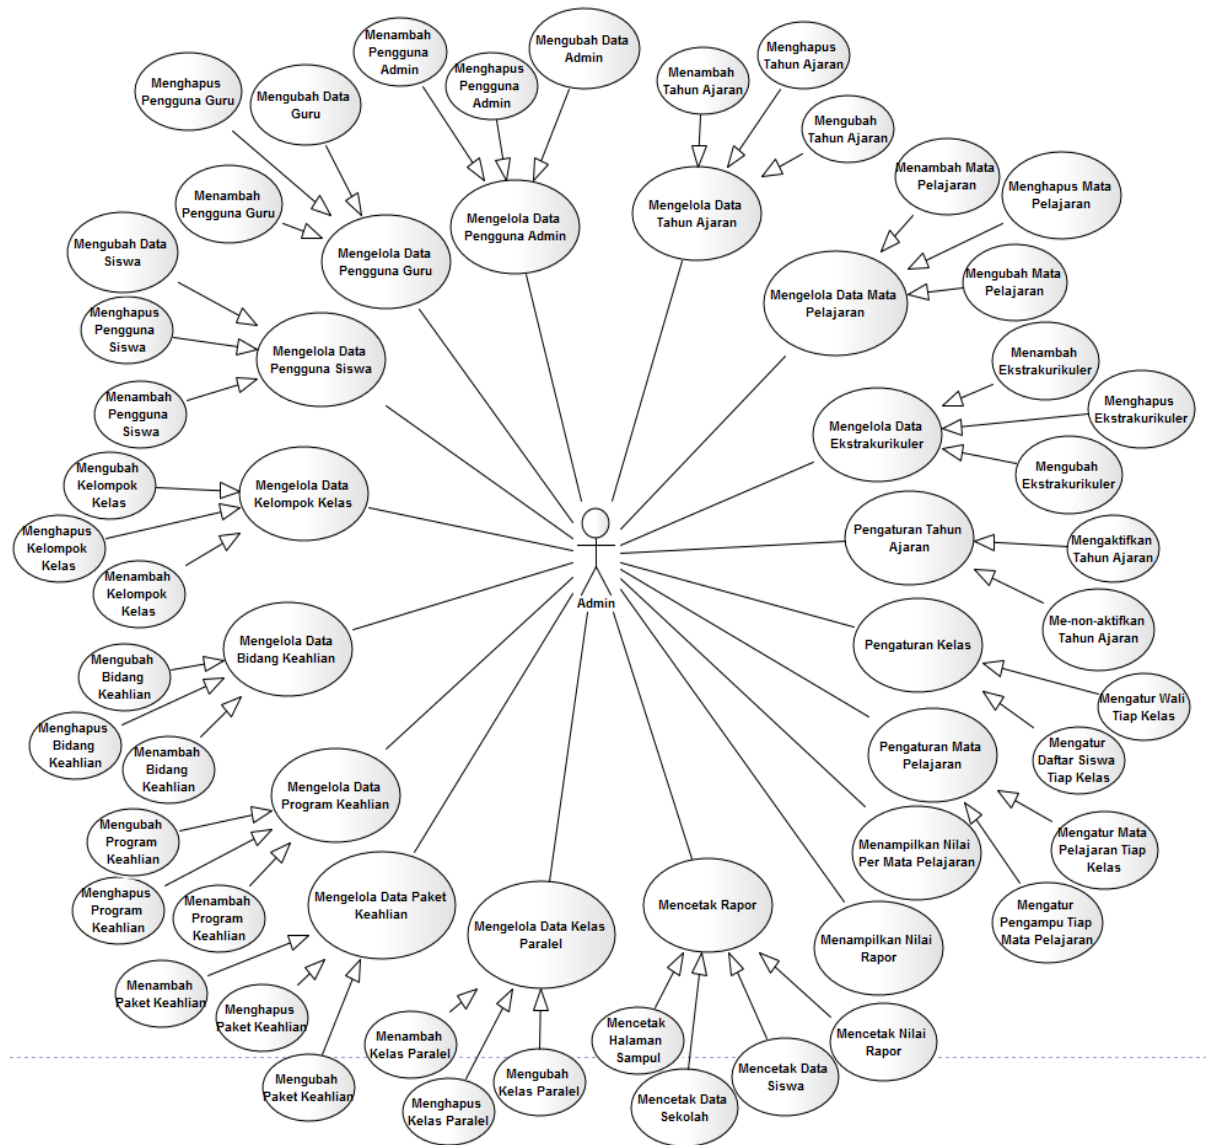 Menambah
Pengguna
Admin
Menghapus
Pengguna
Admin
Mengubah Data
Admin
Menambah
Tahun Ajaran
Menghapus
Tahun Ajaran
Mengubah
Tahun Ajaran
Menghapus
Pengguna Guru
Mengubah Data
Guru
Menambah
Pengguna Guru
Mengelola Data
Pengguna Guru
Mengelola Data
Pengguna Admin
Mengelola Data
Tahun Ajaran
Menambah Mata
Pelajaran
Menghapus Mata
Pelajaran
Mengubah Mata
Pelajaran
Mengelola Data Mata
Pelajaran
Mengubah Data
Siswa
Menghapus
Pengguna
Siswa
Menambah
Pengguna
Siswa
Mengelola Data
Pengguna Siswa
Menambah
Ekstrakurikuler
Menghapus
Ekstrakurikuler
Mengubah
Ekstrakurikuler
Mengelola Data
Ekstrakurikuler
Mengubah
Kelompok
Kelas
Menghapus
Kelompok
Kelas
Menambah
Kelompok
Kelas
Mengelola Data
Kelompok Kelas
Pengaturan Tahun
Ajaran
Mengaktifkan
Tahun Ajaran
Me-non-aktifkan
Tahun Ajaran
Admin
Mengelola Data
Bidang Keahlian
Mengubah
Bidang
Keahlian
Menghapus
Bidang
Keahlian
Menambah
Bidang
Keahlian
Pengaturan Kelas
Mengatur Wali
Tiap Kelas
Mengatur
Daftar Siswa
Tiap Kelas
Pengaturan Mata
Pelajaran
Mengatur Mata
Pelajaran Tiap
Kelas
Mengatur
Pengampu Tiap
Mata Pelajaran
Mengelola Data
Program Keahlian
Mengubah
Program
Keahlian
Menghapus
Program
Keahlian
Menambah
Program
Keahlian
Menampilkan Nilai
Per Mata Pelajaran
Mengelola Data Paket
Keahlian
Menambah
Paket Keahlian
Menghapus
Paket Keahlian
Mengubah
Paket Keahlian
Mengelola Data Kelas
Paralel
Menambah
Kelas Paralel
Menghapus
Kelas Paralel
Mengubah
Kelas Paralel
Mencetak Rapor
Mencetak
Halaman
Sampul
Mencetak Data
Sekolah
Mencetak Data
Siswa
Mencetak Nilai
Rapor
Menampilkan Nilai
Rapor